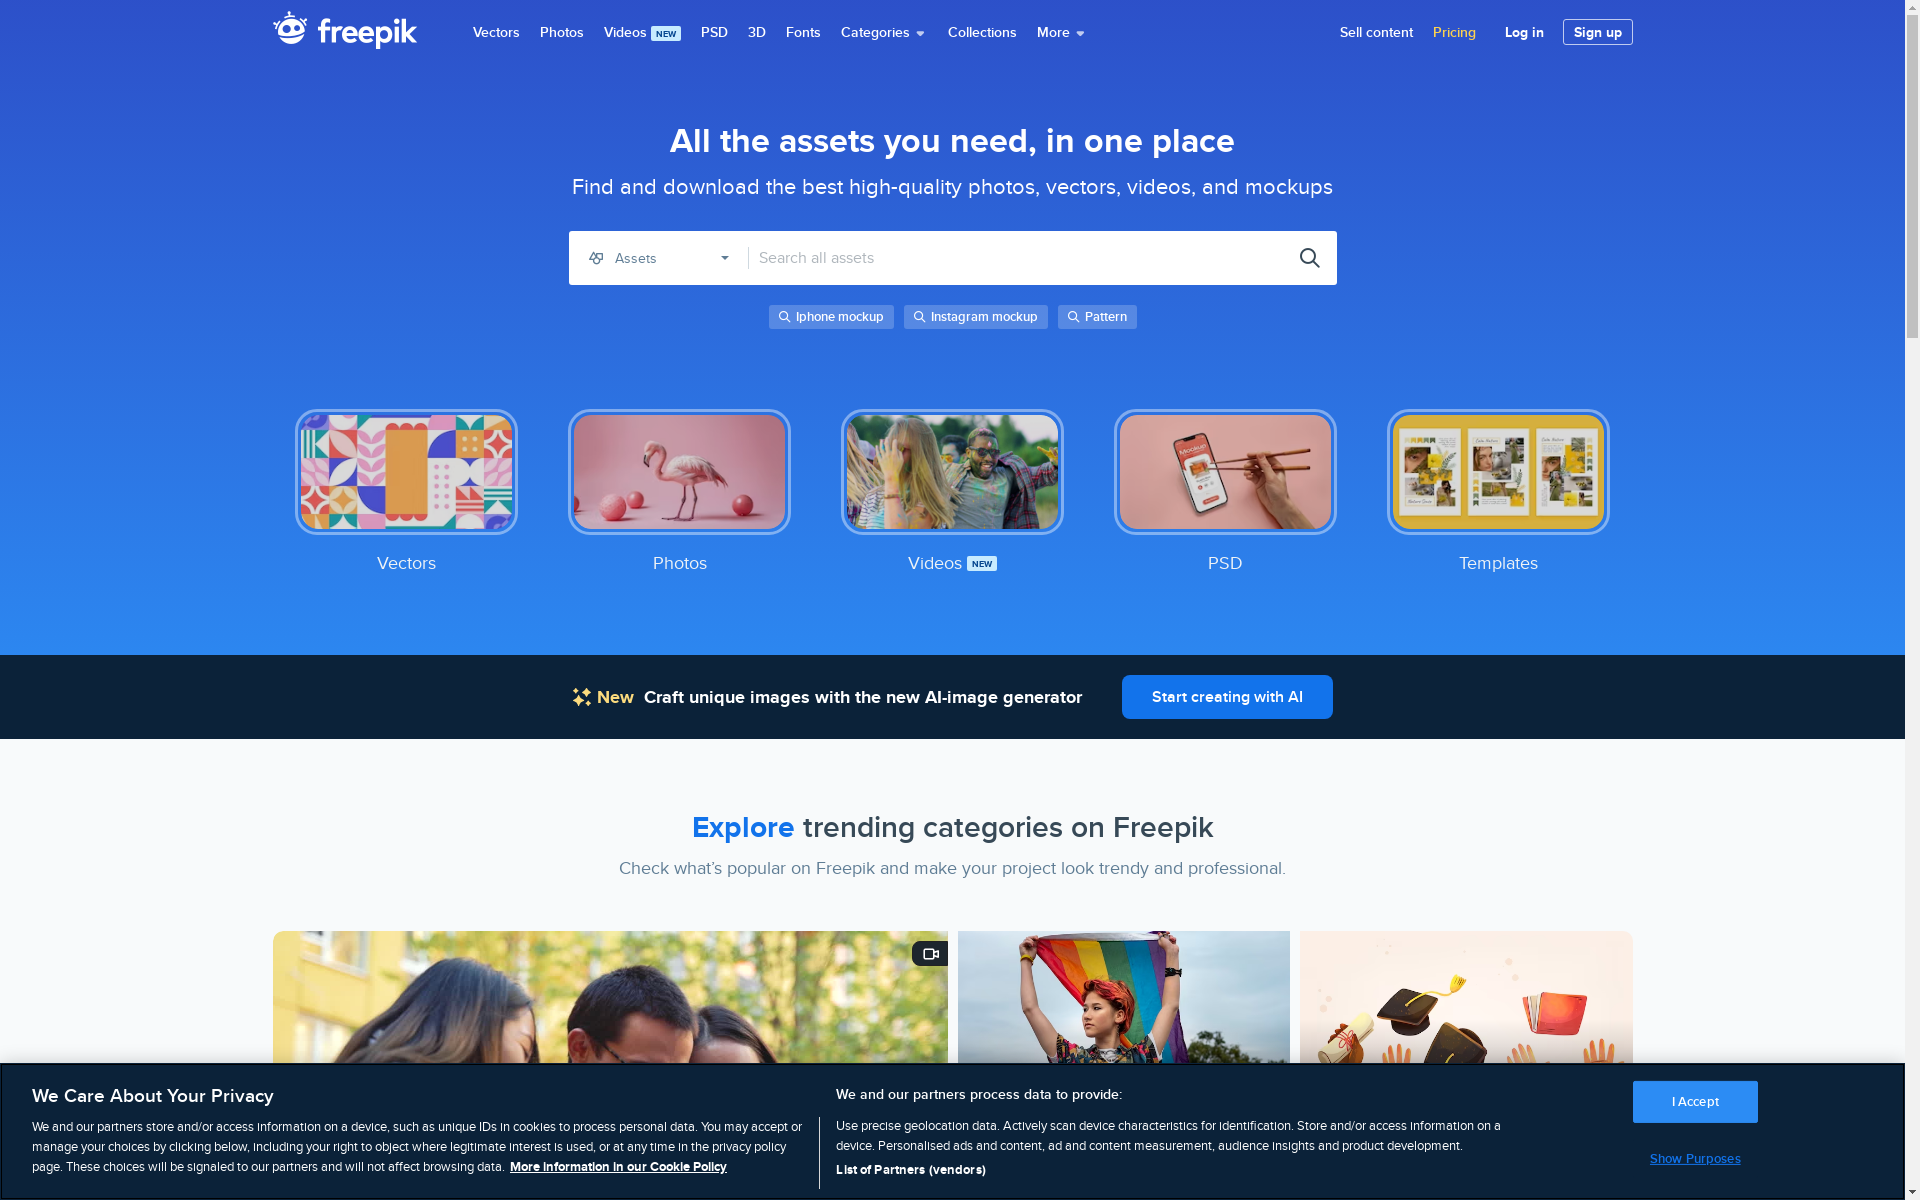 freepik
Vectors Photos Videos NEW PSD 3D Fonts Categories Collections More Sell content Pricing Log in Sign up
All the assets you need, in one place
Find and download the best high-quality photos, vectors, videos, and mockups
Assets Search all assets
Iphone mockup Instagram mockup Pattern
Mockup
Vectors Photos Videos NEW PSD Templates
New Craft unique images with the new AI-image generator Start creating with AI
Explore trending categories on Freepik
Check what's popular on Freepik and make your project look trendy and professional.
We Care About Your Privacy
We and our partners store and/or access information on a device, such as unique IDs in cookies to process personal data. You may accept or
manage your choices by clicking below, including your right to object where legitimate interest is used, or at any time in the privacy policy
page. These choices will be signaled to our partners and will not affect browsing data. More information in our Cookie Policy
We and our partners process data to provide:
Use precise geolocation data. Actively scan device characteristics for identification. Store and/or access information on a
device. Personalised ads and content, ad and content measurement, audience insights and product development.
List of Partners (vendors)
I Accept
Show Purposes